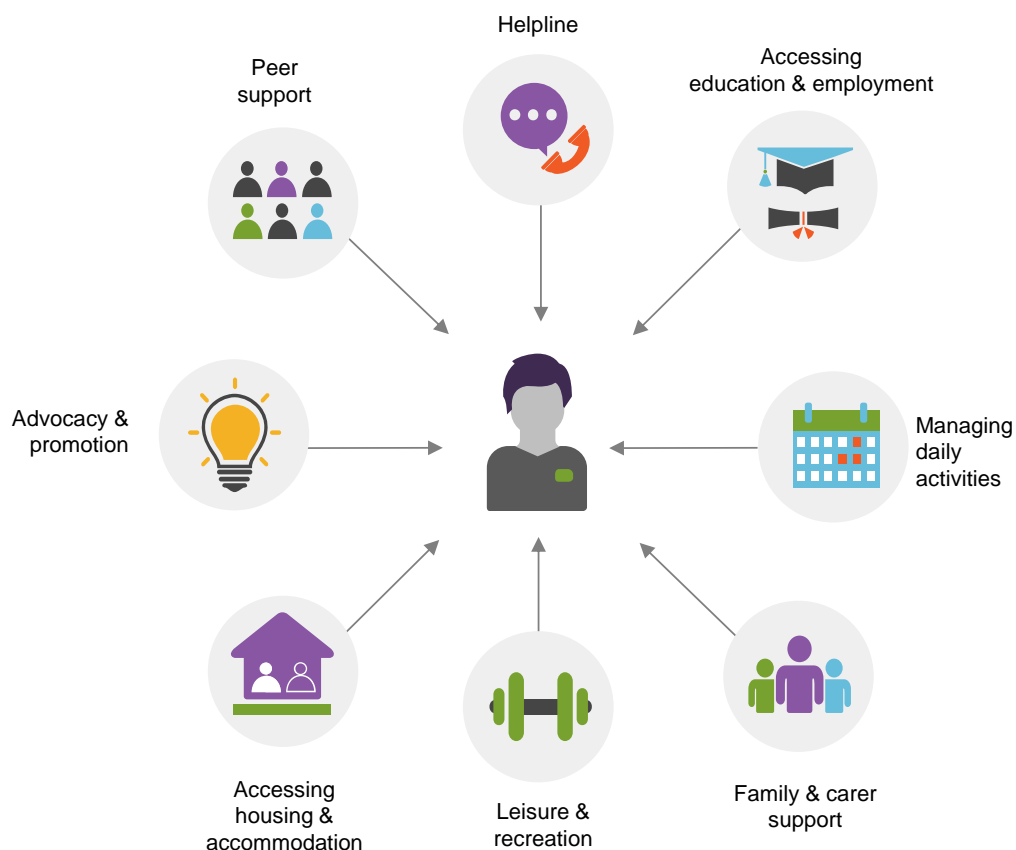 Helpline
Peer
support
Accessing
education & employment
Advocacy &
promotion
Managing
daily
activities
Accessing
housing &
accommodation
Leisure &
recreation
Family & carer
support